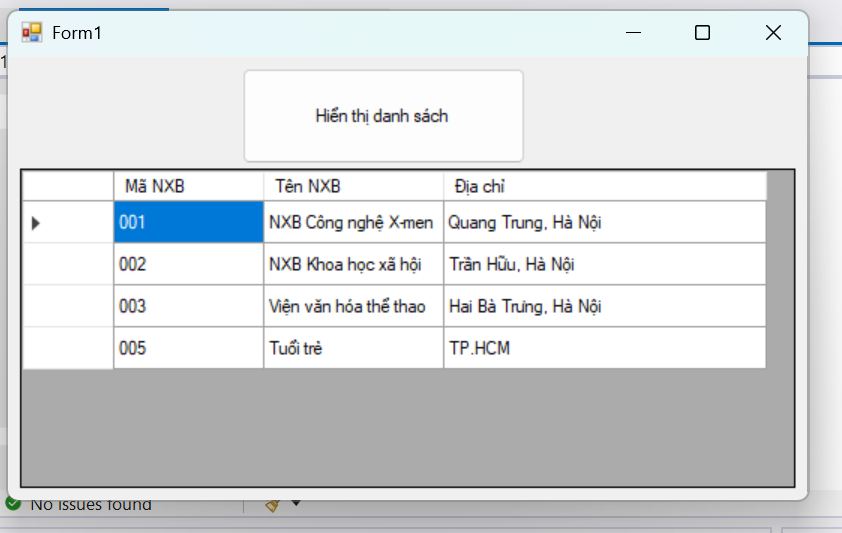 Form1
1
Hiển thị danh sách
Mã NXB Tên NXB Địa chỉ
001 NXB Công nghệ X-men Quang Trung, Hà Nội
002 NXB Khoa học xã hội Trần Hữu, Hà Nội
003 Viện văn hóa thể thao Hai Bà Trưng, Hà Nội
005 Tuổi trẻ TP.HCM
No issues found